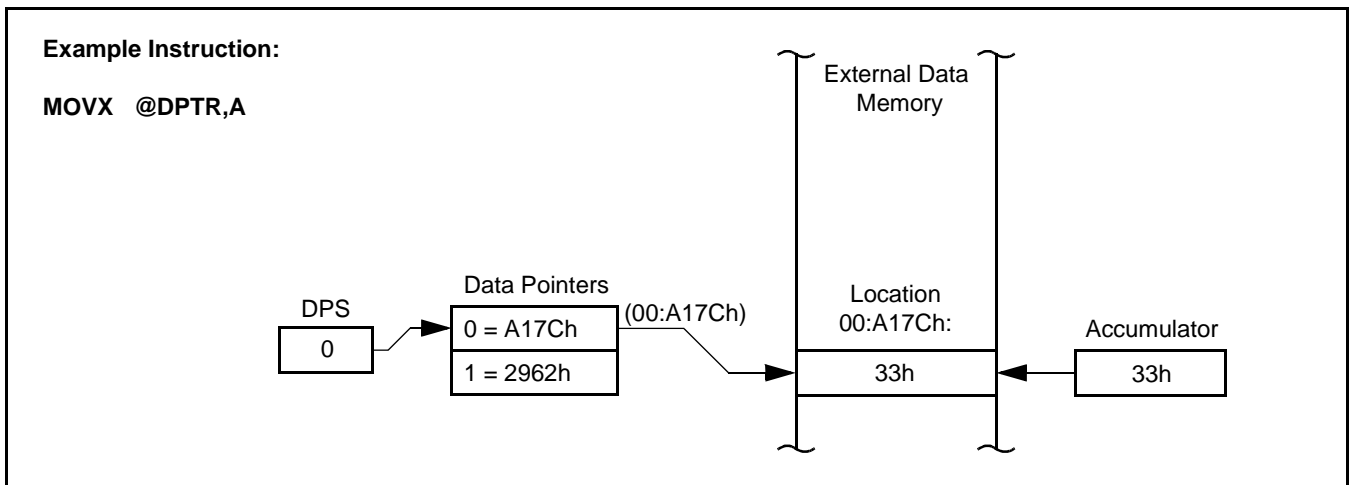 Example Instruction:
MOVX @DPTR,A
External Data
Memory
Data Pointers
DPS
0
0 = A17Ch
1 = 2962h
(00:A17Ch)
Location
00:A17Ch:
33h
Accumulator
33h